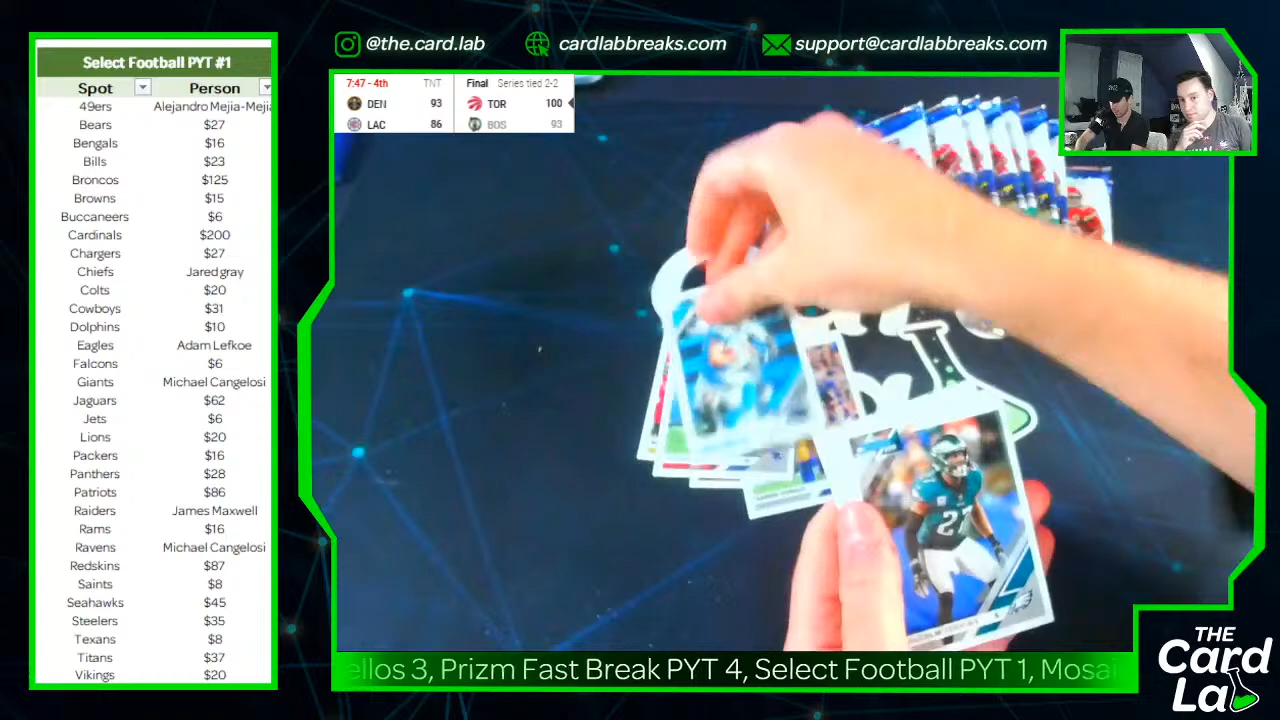 Select Football PYT #1
Spot Person
49ers Alejandro Mejia-Mejia
Bears $27
Bengals $16
Bills $23
Broncos $125
Browns $15
Buccaneers $6
Cardinals $200
Chargers $27
Chiefs Jared gray
Colts $20
Cowboys $31
Dolphins $10
Eagles Adam Lefkoe
Falcons $6
Giants Michael Cangelosi
Jaguars $62
Jets $6
Lions $20
Packers $16
Panthers $28
Patriots $86
Raiders James Maxwell
Rams $16
Ravens Michael Cangelosi
Redskins $87
Saints $8
Seahawks $45
Steelers $35
Texans $8
Titans $37
Vikings $20
@the.card.lab
cardlabbreaks.com
support@cardlabbreaks.com
7:47 - 4th TNT
DEN 93
LAC 86
Final Series tied 2-2
TOR 100
BOS 93
27
ellos 3, Prizm Fast Break PYT 4, Select Football PYT 1, Mosai
THE
Card
Lab